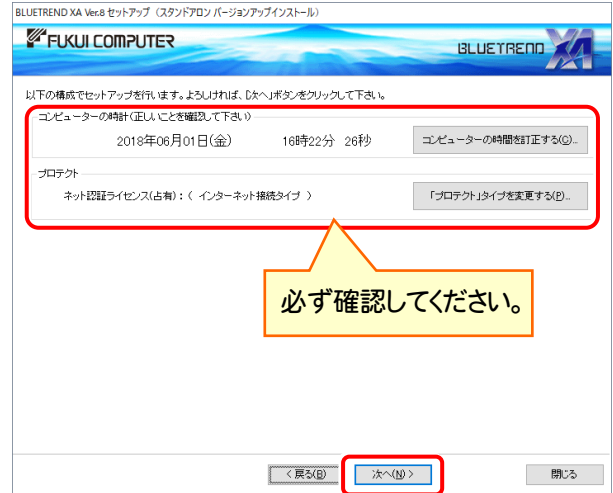 BLUETREND XA Ver.8 セットアップ（スタンドアロン バージョンアップインストール）
FUKUI COMPUTER
BLUETREND XA
以下の構成でセットアップを行います。よろしければ、[次へ]ボタンをクリックして下さい。
コンピューターの時計(正しいことを確認して下さい)
2018年06月01日(金) 16時22分 26秒 コンピューターの時間を訂正する(C)...
プロテクト
ネット認証ライセンス(占有)：( インターネット接続タイプ ) 「プロテクト」タイプを変更する(P)...
必ず確認してください。
< 戻る(B) 次へ(N) > 閉じる